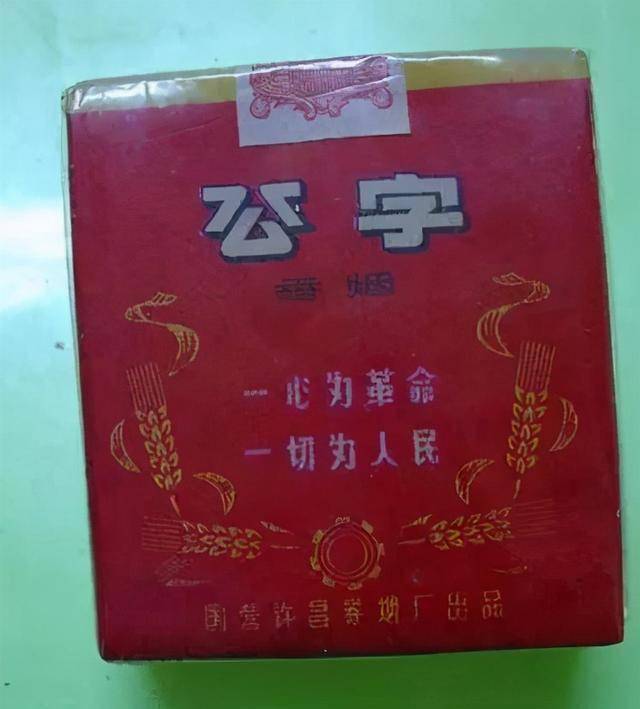 公字
香烟
一心为革命
一切为人民
国营许昌卷烟厂出品